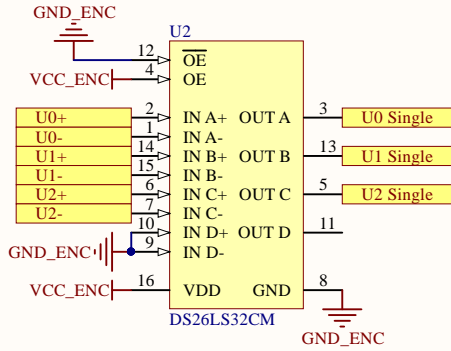 GND_ENC
U2
12 OE
VCC_ENC 4 OE
U0+ 2 IN A+ OUT A 3 U0 Single
U0- 1 IN A-
U1+ 14 IN B+ OUT B 13 U1 Single
U1- 15 IN B-
U2+ 6 IN C+ OUT C 5 U2 Single
U2- 7 IN C-
10 IN D+ OUT D 11
GND_ENC 9 IN D-
VCC_ENC 16 VDD GND 8
DS26LS32CM
GND_ENC